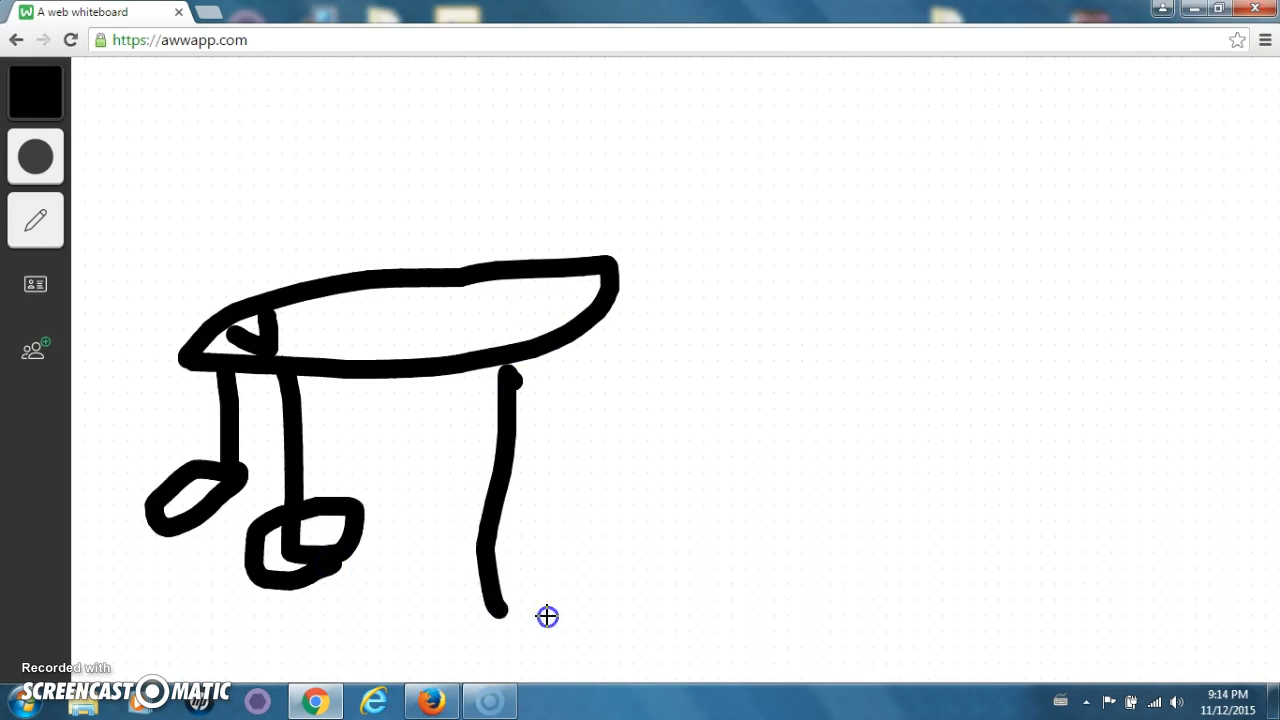 A web whiteboard
https://awwapp.com
Recorded with
SCREENCAST-O-MATIC
9:14 PM
11/12/2015